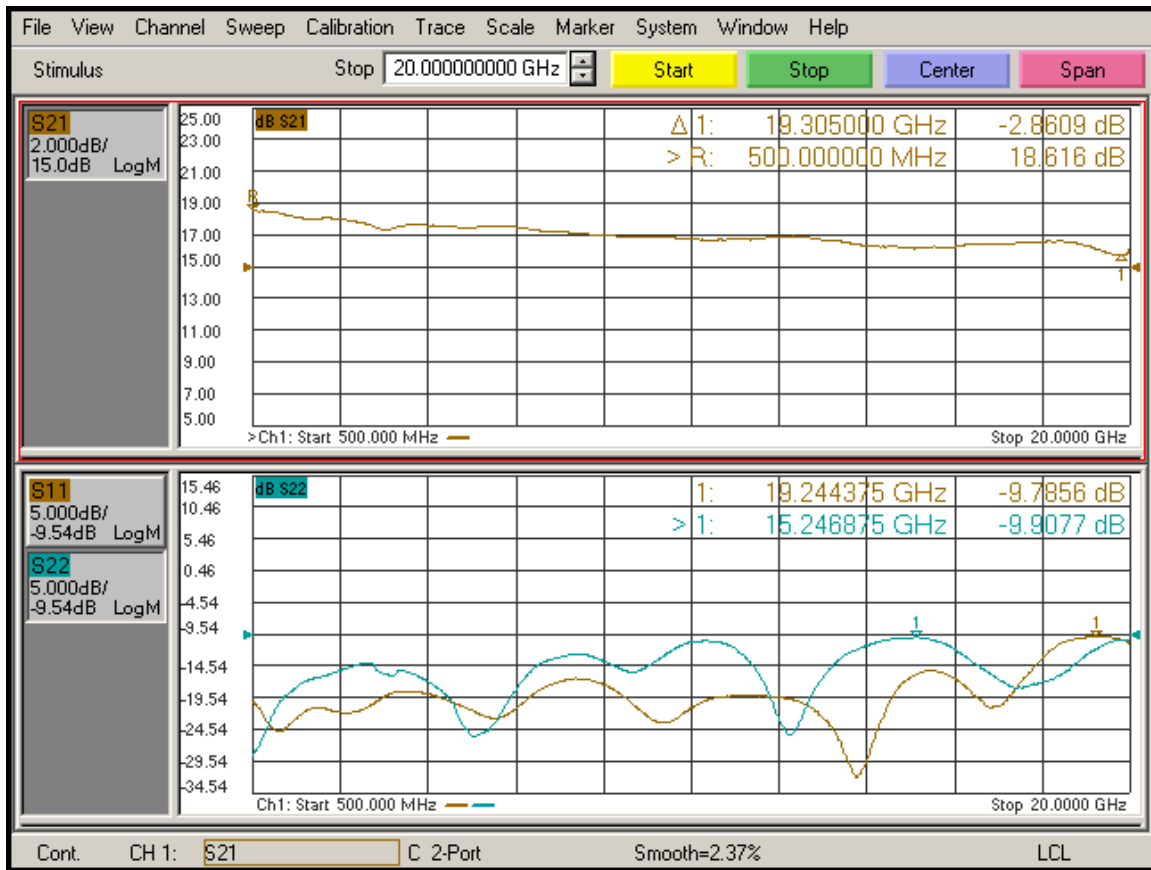 File View Channel Sweep Calibration Trace Scale Marker System Window Help
Stimulus Stop 20.000000000 GHz Start Stop Center Span
S21
2.000dB/
15.0dB LogM
25.00
23.00
21.00
19.00
17.00
15.00
13.00
11.00
9.00
7.00
5.00
dB S21
Δ 1: 19.305000 GHz -2.8609 dB
> R: 500.000000 MHz 18.616 dB
R
1
>Ch1: Start 500.000 MHz Stop 20.0000 GHz
S11
5.000dB/
-9.54dB LogM
S22
5.000dB/
-9.54dB LogM
15.46
10.46
5.46
0.46
-4.54
-9.54
-14.54
-19.54
-24.54
-29.54
-34.54
dB S22
1: 19.244375 GHz -9.7856 dB
> 1: 15.246875 GHz -9.9077 dB
1 1
Ch1: Start 500.000 MHz Stop 20.0000 GHz
Cont. CH 1: S21 C 2-Port Smooth=2.37% LCL